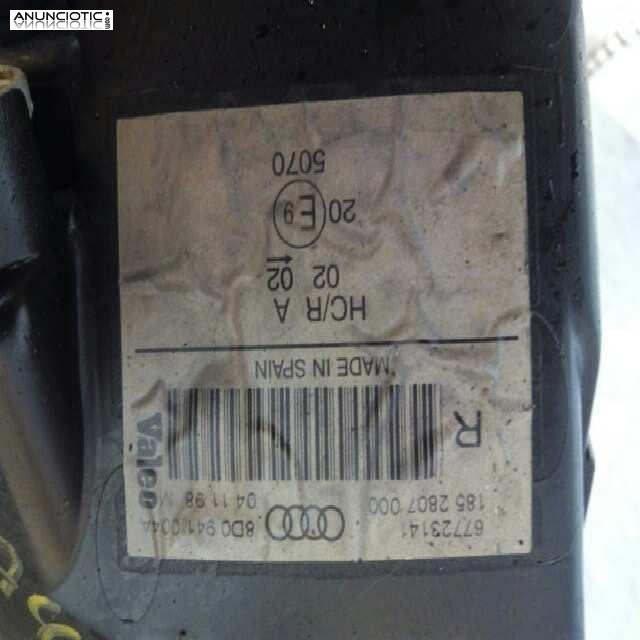 ANUNCIOTIC.com
67723141
8D0 941 004A
185 2807 000
04 11 98 M
R
Valeo
MADE IN SPAIN
HC/R A
02 02
20 E9
5070